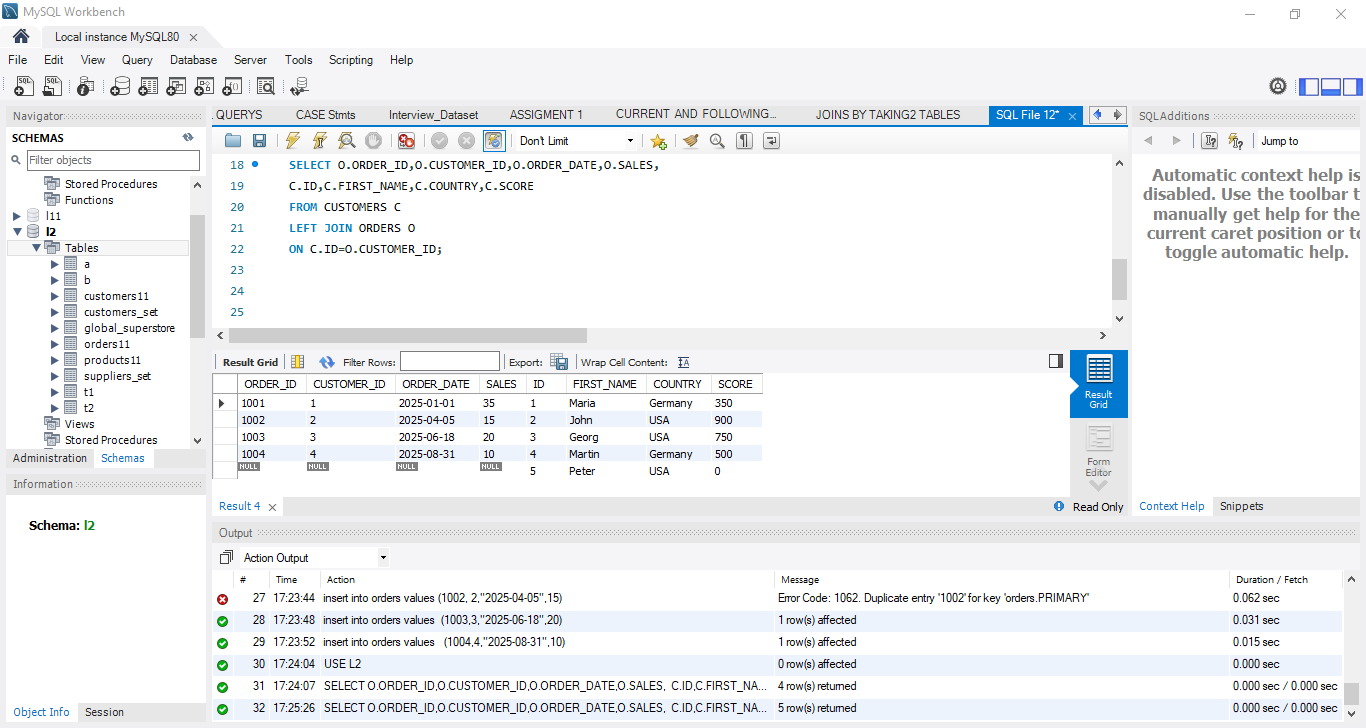 MySQL Workbench
Local instance MySQL80
File Edit View Query Database Server Tools Scripting Help
Navigator
SCHEMAS
Filter objects
Stored Procedures
Functions
l11
l2
Tables
a
b
customers11
customers_set
global_superstore
orders11
products11
suppliers_set
t1
t2
Views
Stored Procedures
Administration Schemas
Information
Schema: l2
Object Info Session
QUERYS CASE Stmts Interview_Dataset ASSIGMENT 1 CURRENT AND FOLLOWING... JOINS BY TAKING2 TABLES SQL File 12*
Don't Limit
18 SELECT O.ORDER_ID,O.CUSTOMER_ID,O.ORDER_DATE,O.SALES,
19 C.ID,C.FIRST_NAME,C.COUNTRY,C.SCORE
20 FROM CUSTOMERS C
21 LEFT JOIN ORDERS O
22 ON C.ID=O.CUSTOMER_ID;
23
24
25
Result Grid Filter Rows: Export: Wrap Cell Content:
ORDER_ID CUSTOMER_ID ORDER_DATE SALES ID FIRST_NAME COUNTRY SCORE
1001 1 2025-01-01 35 1 Maria Germany 350
1002 2 2025-04-05 15 2 John USA 900
1003 3 2025-06-18 20 3 Georg USA 750
1004 4 2025-08-31 10 4 Martin Germany 500
NULL NULL NULL NULL 5 Peter USA 0
Result Grid
Form Editor
Result 4
Read Only
SQLAdditions
Jump to
Automatic context help is
disabled. Use the toolbar t
manually get help for the
current caret position or to
toggle automatic help.
Context Help Snippets
Output
Action Output
# Time Action Message Duration / Fetch
27 17:23:44 insert into orders values (1002, 2,"2025-04-05",15) Error Code: 1062. Duplicate entry '1002' for key 'orders.PRIMARY' 0.062 sec
28 17:23:48 insert into orders values (1003,3,"2025-06-18",20) 1 row(s) affected 0.031 sec
29 17:23:52 insert into orders values (1004,4,"2025-08-31",10) 1 row(s) affected 0.015 sec
30 17:24:04 USE L2 0 row(s) affected 0.000 sec
31 17:24:07 SELECT O.ORDER_ID,O.CUSTOMER_ID,O.ORDER_DATE,O.SALES, C.ID,C.FIRST_NA... 4 row(s) returned 0.000 sec / 0.000 sec
32 17:25:26 SELECT O.ORDER_ID,O.CUSTOMER_ID,O.ORDER_DATE,O.SALES, C.ID,C.FIRST_NA... 5 row(s) returned 0.000 sec / 0.000 sec